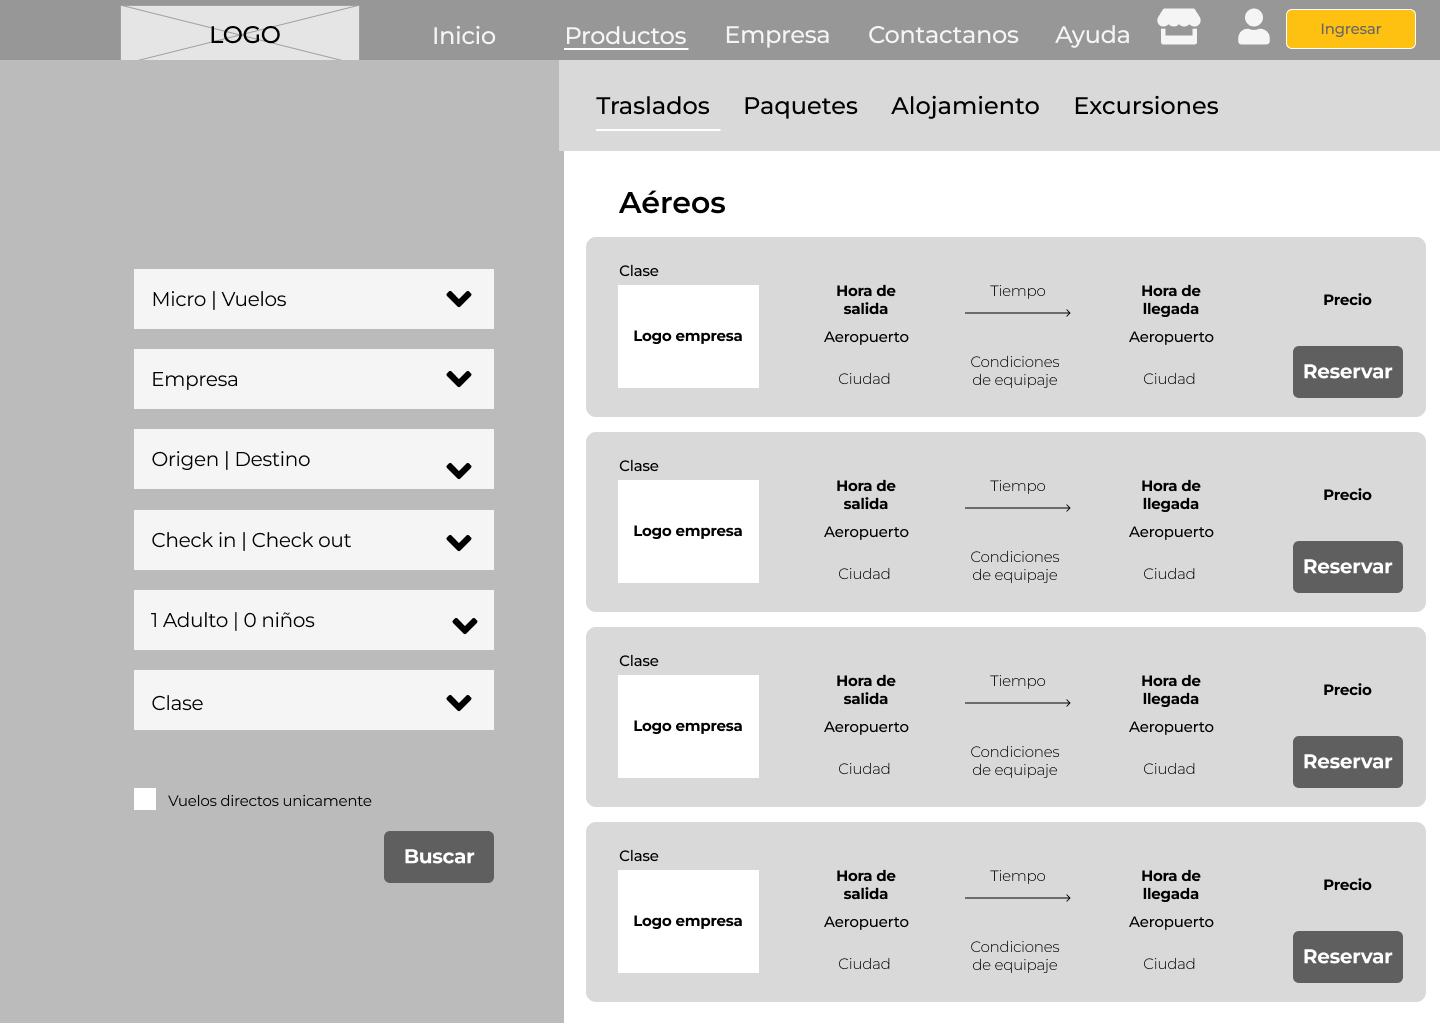 LOGO
Inicio
Productos
Empresa
Contactanos
Ayuda
Ingresar
Traslados
Paquetes
Alojamiento
Excursiones
Micro | Vuelos
Empresa
Origen | Destino
Check in | Check out
1 Adulto | 0 niños
Clase
Vuelos directos unicamente
Buscar
Aéreos
Clase
Logo empresa
Hora de
salida
Aeropuerto
Ciudad
Tiempo
Condiciones
de equipaje
Hora de
llegada
Aeropuerto
Ciudad
Precio
Reservar
Clase
Logo empresa
Hora de
salida
Aeropuerto
Ciudad
Tiempo
Condiciones
de equipaje
Hora de
llegada
Aeropuerto
Ciudad
Precio
Reservar
Clase
Logo empresa
Hora de
salida
Aeropuerto
Ciudad
Tiempo
Condiciones
de equipaje
Hora de
llegada
Aeropuerto
Ciudad
Precio
Reservar
Clase
Logo empresa
Hora de
salida
Aeropuerto
Ciudad
Tiempo
Condiciones
de equipaje
Hora de
llegada
Aeropuerto
Ciudad
Precio
Reservar